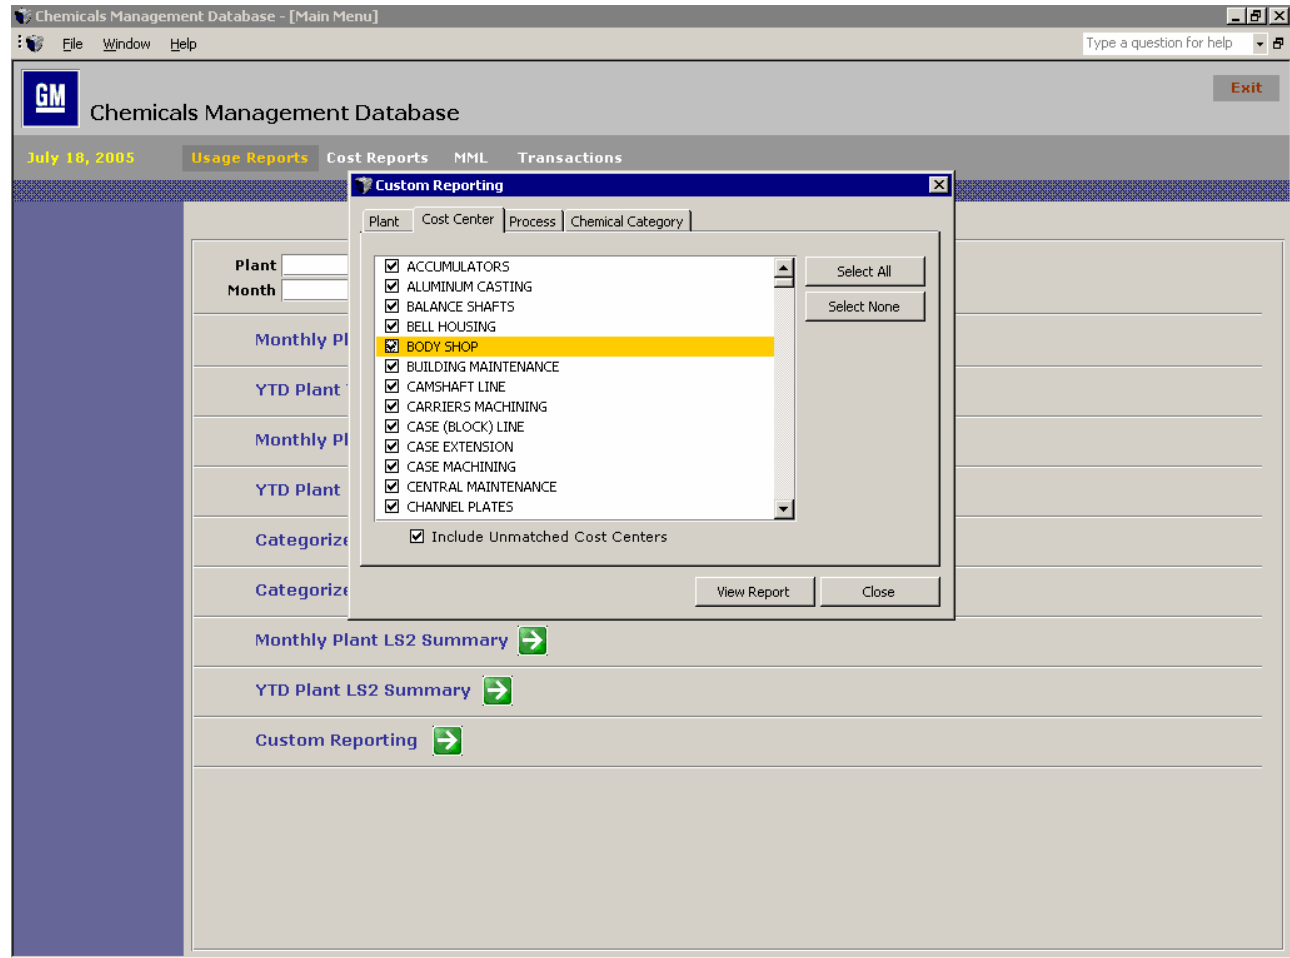 Chemicals Management Database - [Main Menu]
File Window Help
Type a question for help
GM
Chemicals Management Database
Exit
July 18, 2005
Usage Reports Cost Reports MML Transactions
Custom Reporting
Plant Cost Center Process Chemical Category
Plant
Month
ACCUMULATORS
ALUMINUM CASTING
BALANCE SHAFTS
BELL HOUSING
BODY SHOP
BUILDING MAINTENANCE
CAMSHAFT LINE
CARRIERS MACHINING
CASE (BLOCK) LINE
CASE EXTENSION
CASE MACHINING
CENTRAL MAINTENANCE
CHANNEL PLATES
Select All
Select None
Include Unmatched Cost Centers
View Report Close
Monthly Pl
YTD Plant
Monthly Pl
YTD Plant
Categorize
Categorize
Monthly Plant LS2 Summary
YTD Plant LS2 Summary
Custom Reporting